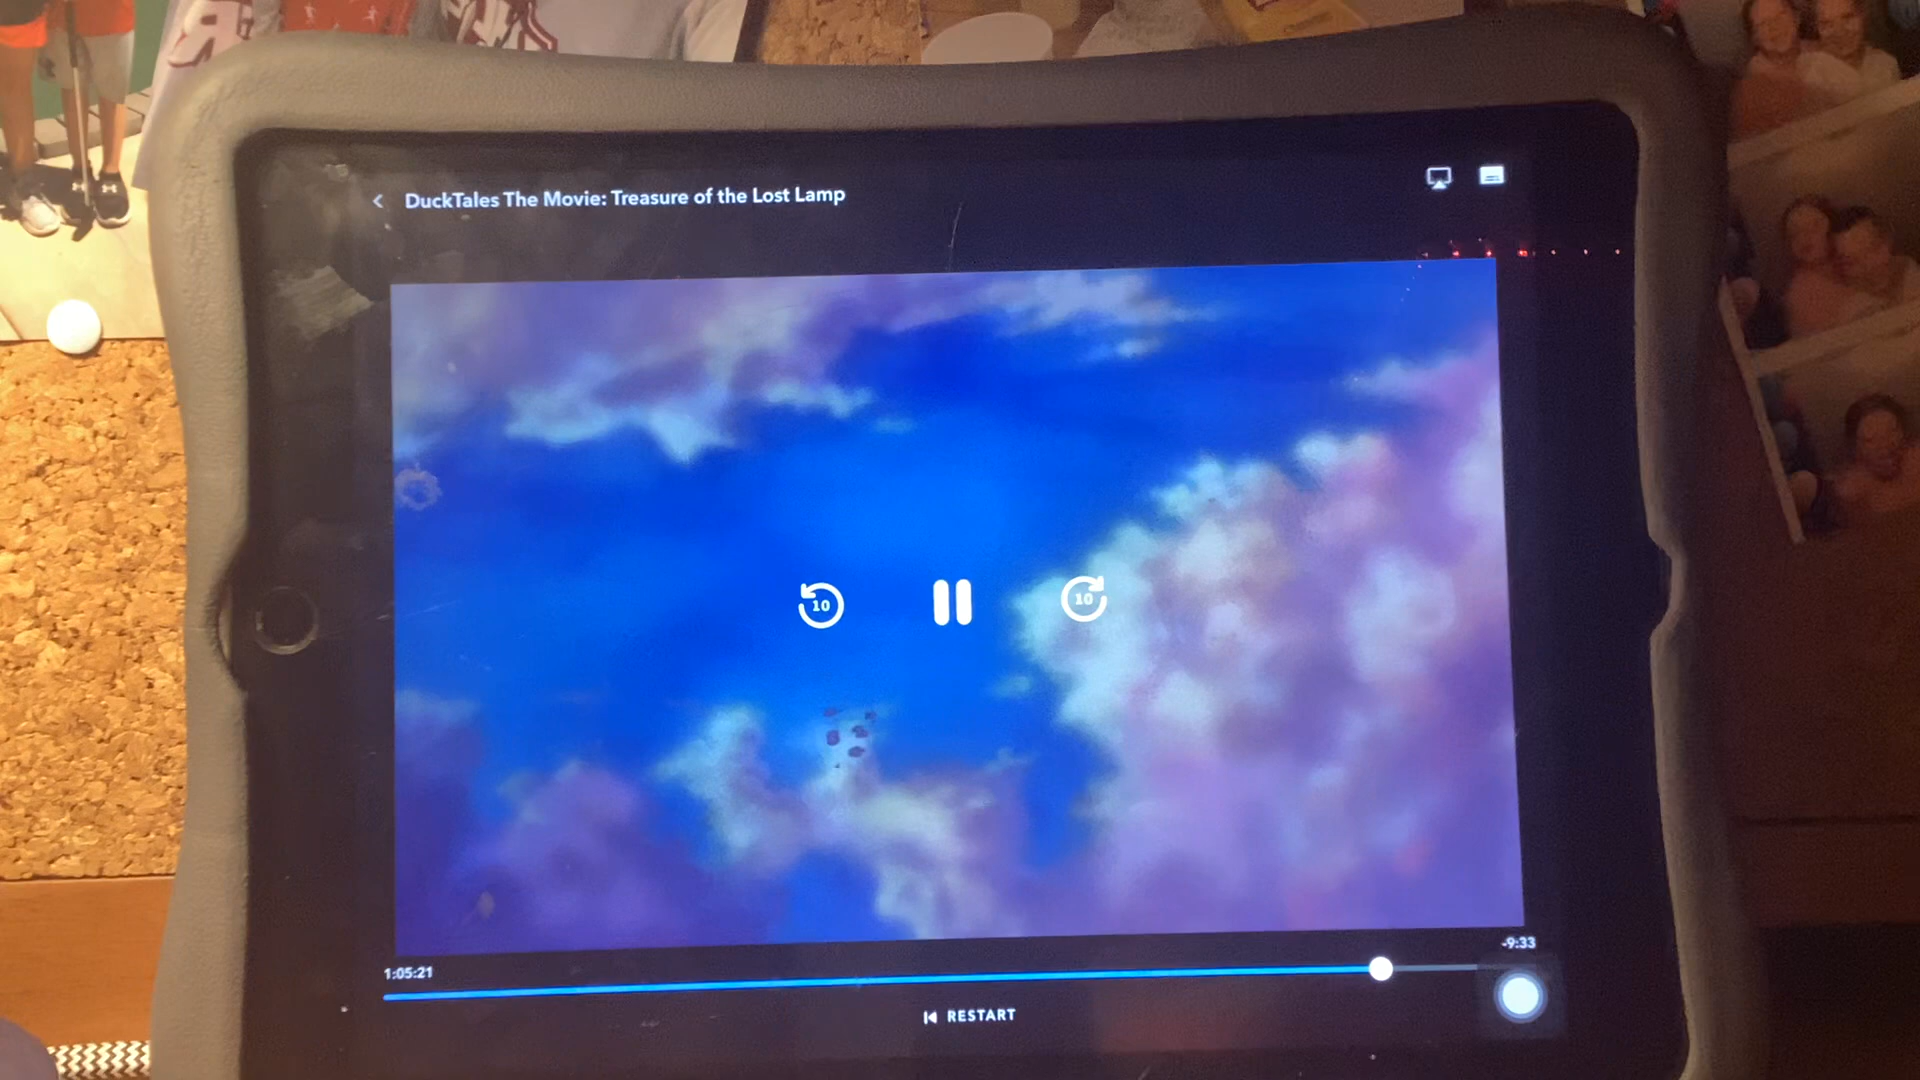 DuckTales The Movie: Treasure of the Lost Lamp
10
10
-9:33
1:05:21
RESTART